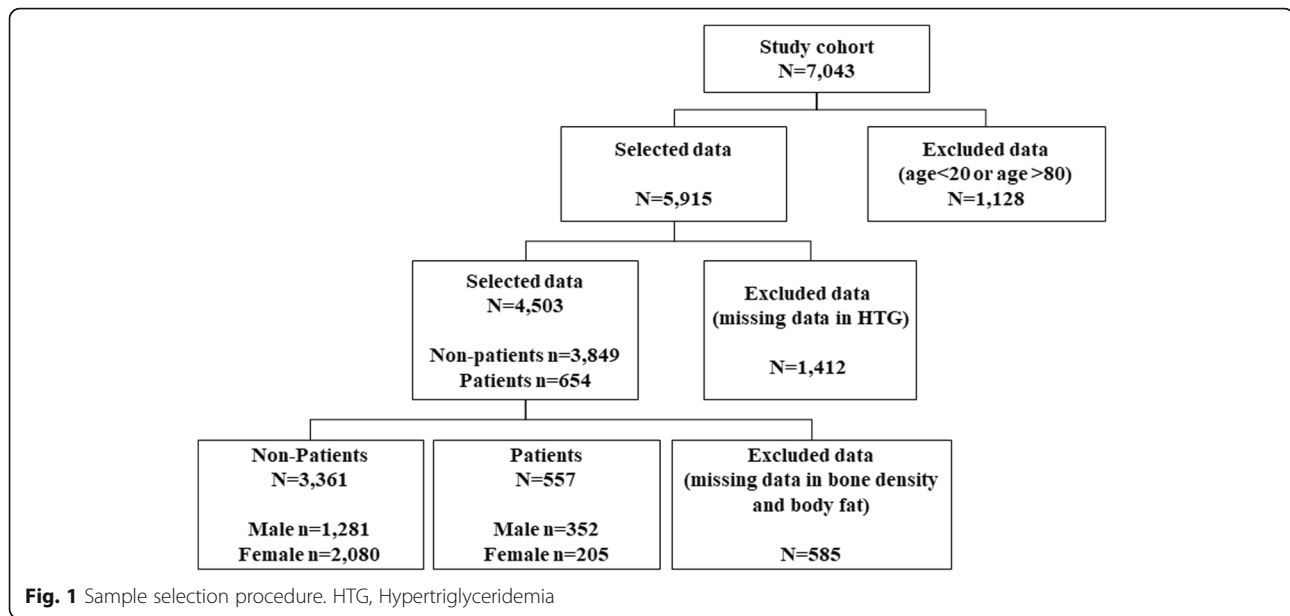 Study cohort
N=7,043
Selected data
N=5,915
Excluded data
(age<20 or age >80)
N=1,128
Selected data
N=4,503
Non-patients n=3,849
Patients n=654
Excluded data
(missing data in HTG)
N=1,412
Non-Patients
N=3,361
Male n=1,281
Female n=2,080
Patients
N=557
Male n=352
Female n=205
Excluded data
(missing data in bone density
and body fat)
N=585
Fig. 1 Sample selection procedure. HTG, Hypertriglyceridemia